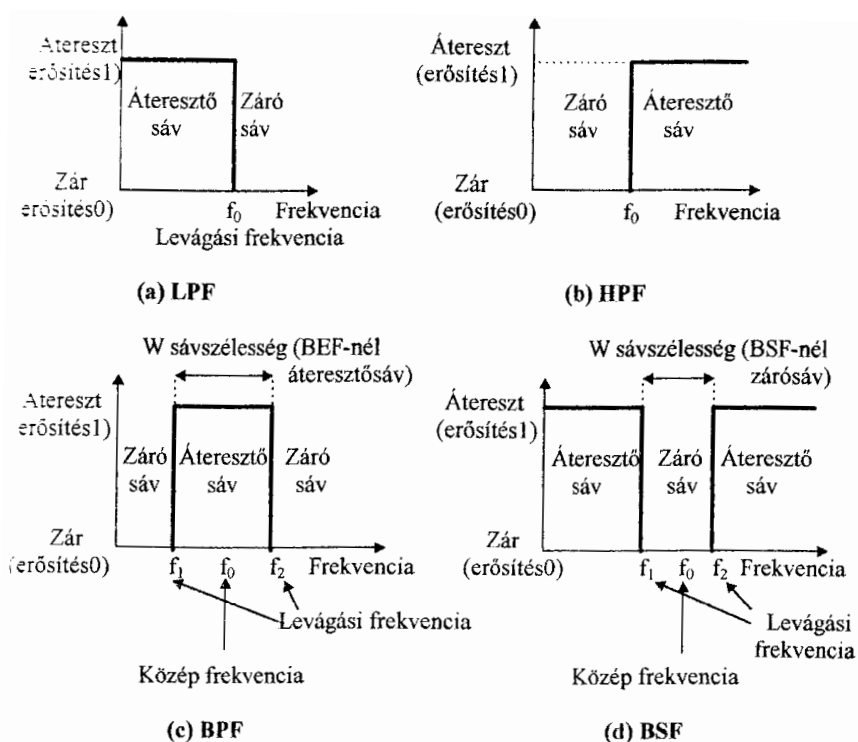 Átereszt
erősítés1)
Áteresztő
sáv
Záró
sáv
Zár
erősítés0)
f₀
Frekvencia
Levágási frekvencia
(a) LPF
Átereszt
(erősítés1)
Záró
sáv
Áteresztő
sáv
Zár
(erősítés0)
f₀
Frekvencia
(b) HPF
W sávszélesség (BEF-nél
áteresztősáv)
Átereszt
erősítés1)
Záró
sáv
Áteresztő
sáv
Záró
sáv
Zár
(erősítés0)
f₁
f₀
f₂
Frekvencia
Levágási frekvencia
Közép frekvencia
(c) BPF
W sávszélesség (BSF-nél
zárósáv)
Átereszt
(erősítés1)
Áteresztő
sáv
Záró
sáv
Áteresztő
sáv
Zár
(erősítés0)
f₁
f₀
f₂
Frekvencia
Levágási
frekvencia
Közép frekvencia
(d) BSF